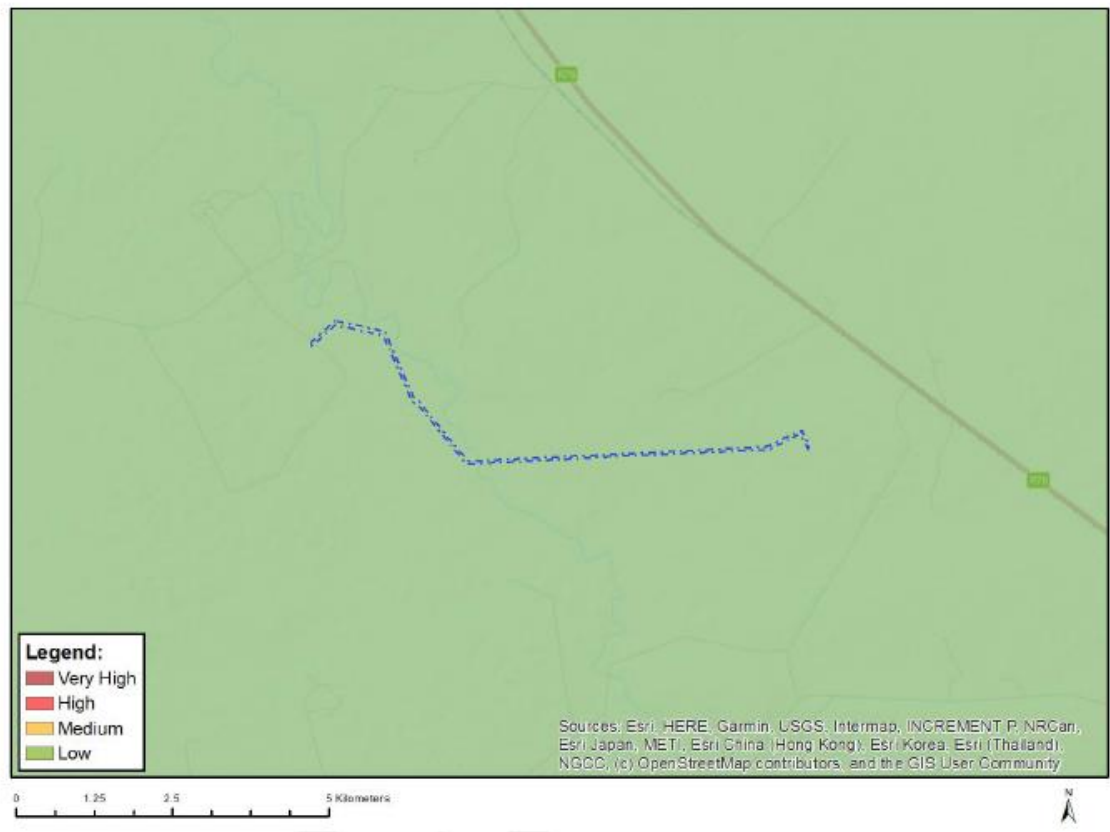 Legend:
Very High
High
Medium
Low
Sources: Esri, HERE, Garmin, USGS, Intermap, INCREMENT P, NRCan,
Esri Japan, METI, Esri China (Hong Kong), Esri Korea, Esri (Thailand),
NGCC, (c) OpenStreetMap contributors, and the GIS User Community
0 1.25 2.5 5 Kilometers
N